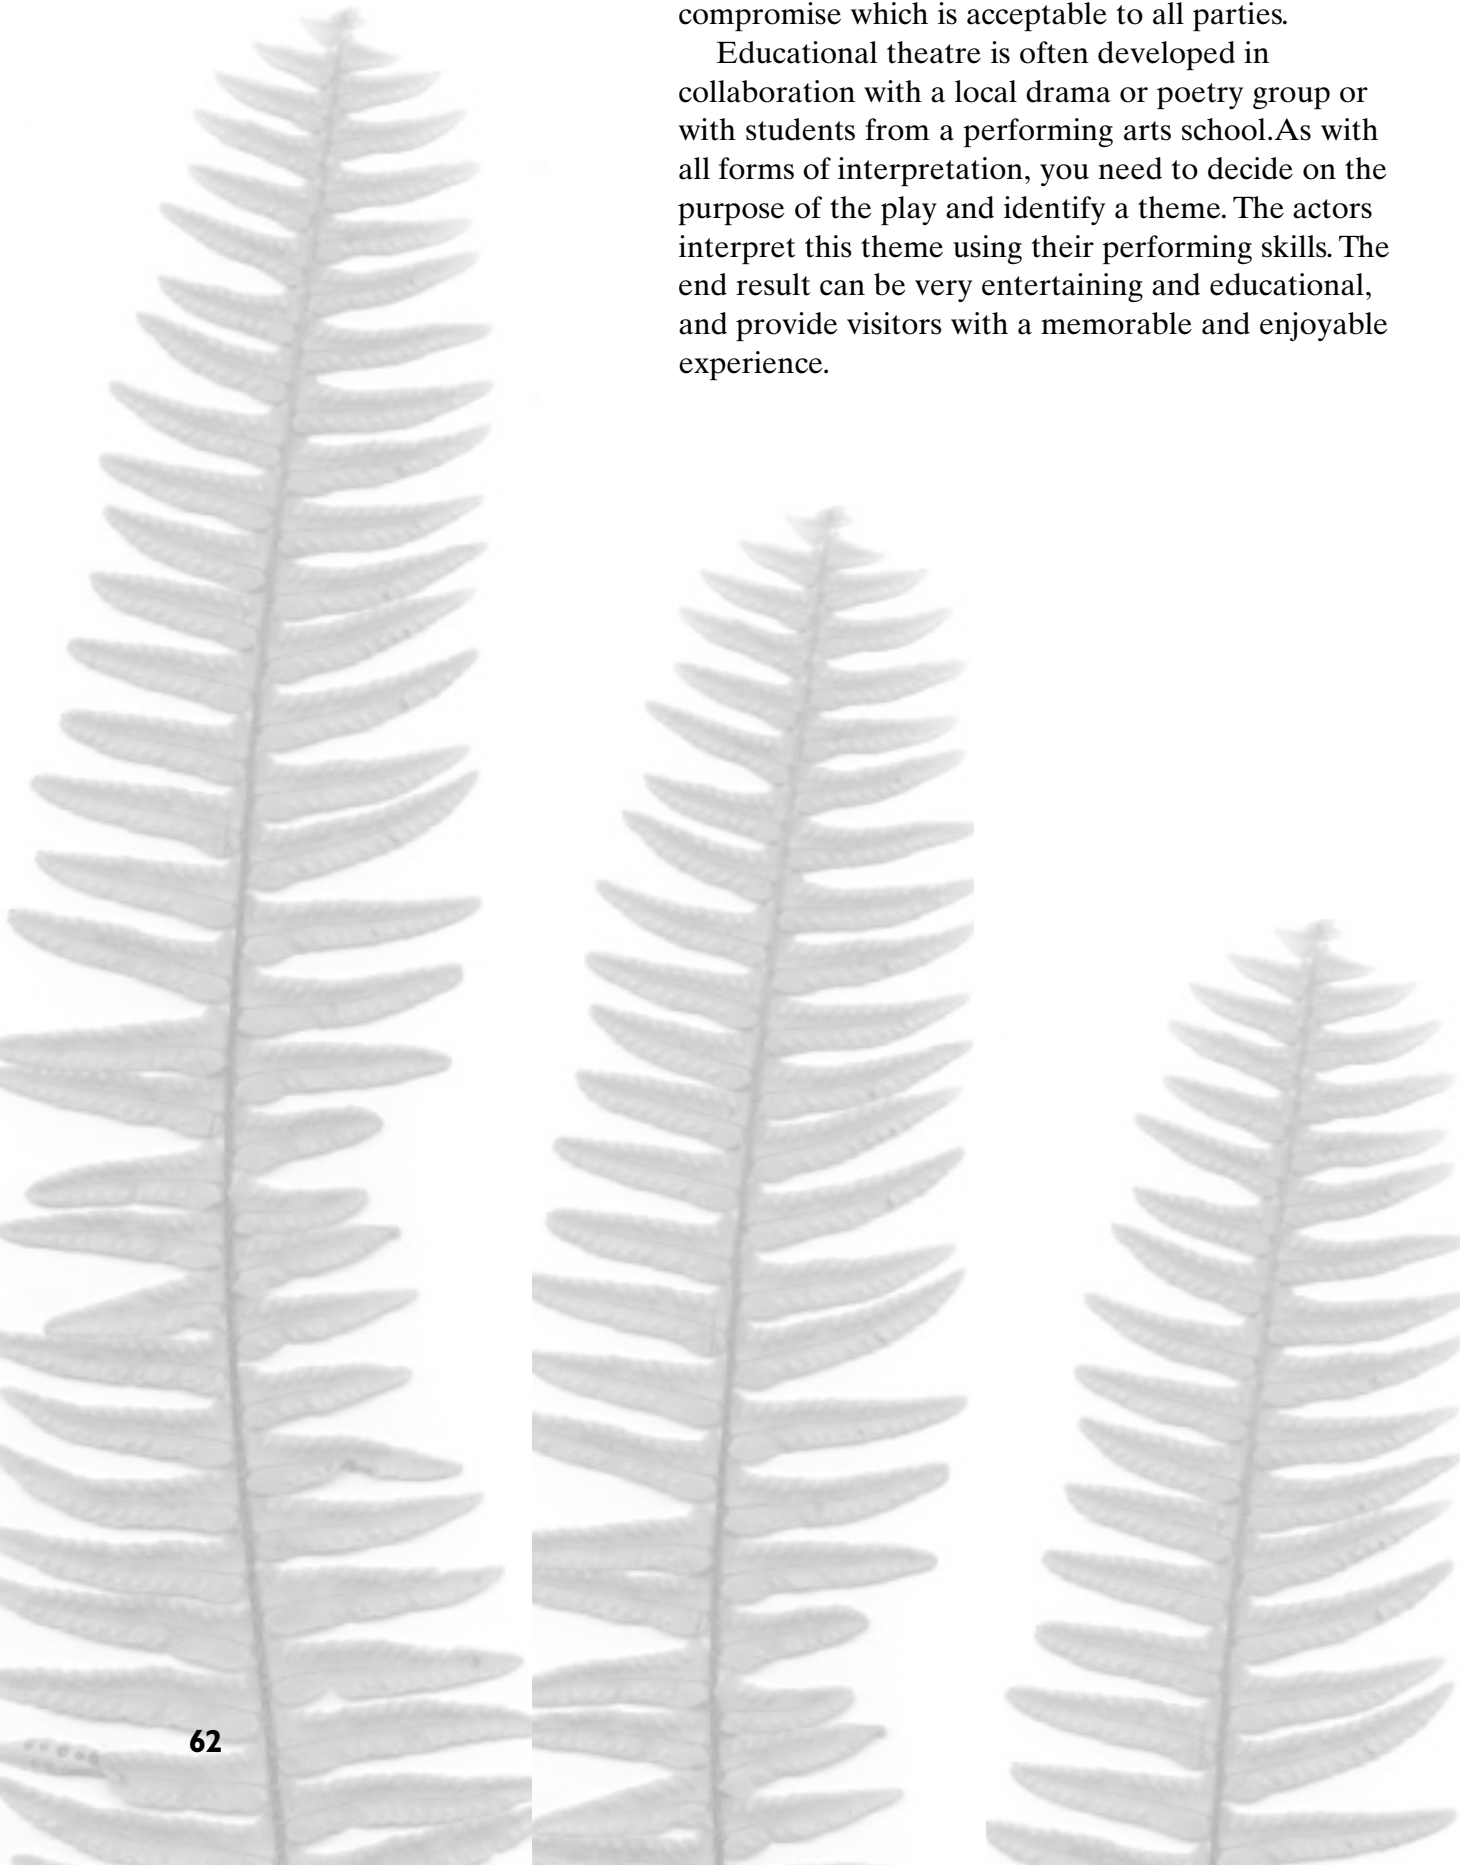 compromise which is acceptable to all parties.
Educational theatre is often developed in
collaboration with a local drama or poetry group or
with students from a performing arts school.As with
all forms of interpretation, you need to decide on the
purpose of the play and identify a theme. The actors
interpret this theme using their performing skills. The
end result can be very entertaining and educational,
and provide visitors with a memorable and enjoyable
experience.
62